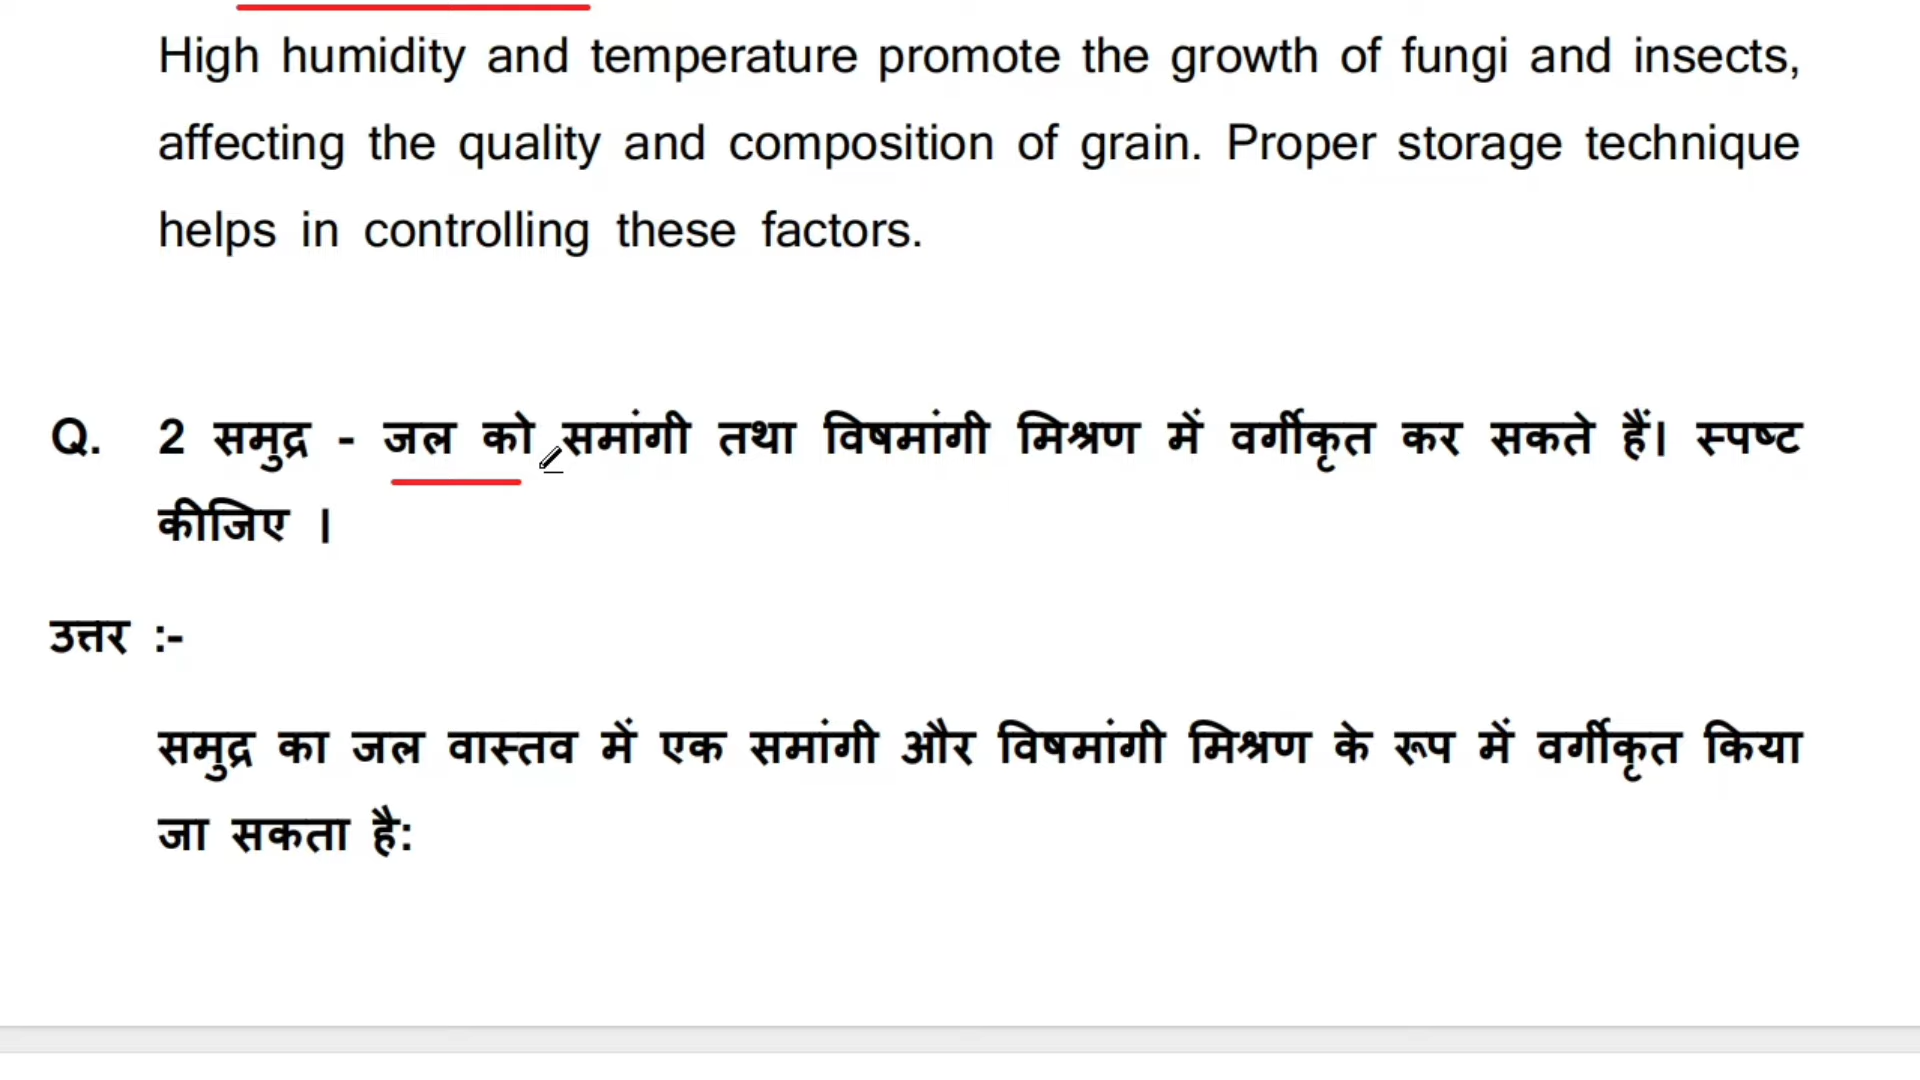 High humidity and temperature promote the growth of fungi and insects,
affecting the quality and composition of grain. Proper storage technique
helps in controlling these factors.
Q. 2 समुद्र - जल को समांगी तथा विषमांगी मिश्रण में वर्गीकृत कर सकते हैं। स्पष्ट
कीजिए ।
उत्तर :-
समुद्र का जल वास्तव में एक समांगी और विषमांगी मिश्रण के रूप में वर्गीकृत किया
जा सकता है: